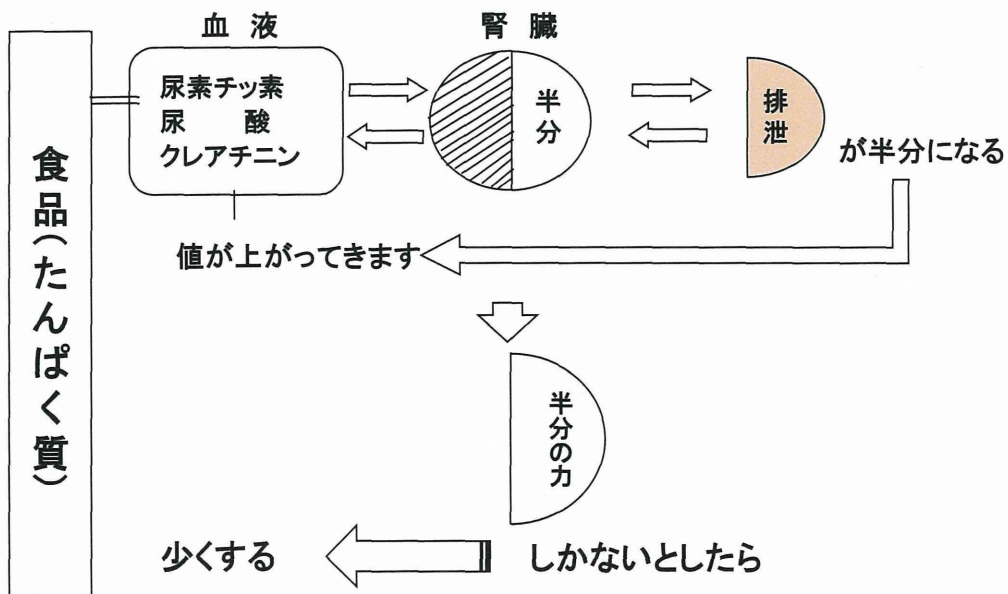 血液
腎臓
食品(たんぱく質)
尿素チッ素
尿酸
クレアチニン
半分
排泄
が半分になる
値が上がってきます
半分の力
少くする
しかないとしたら